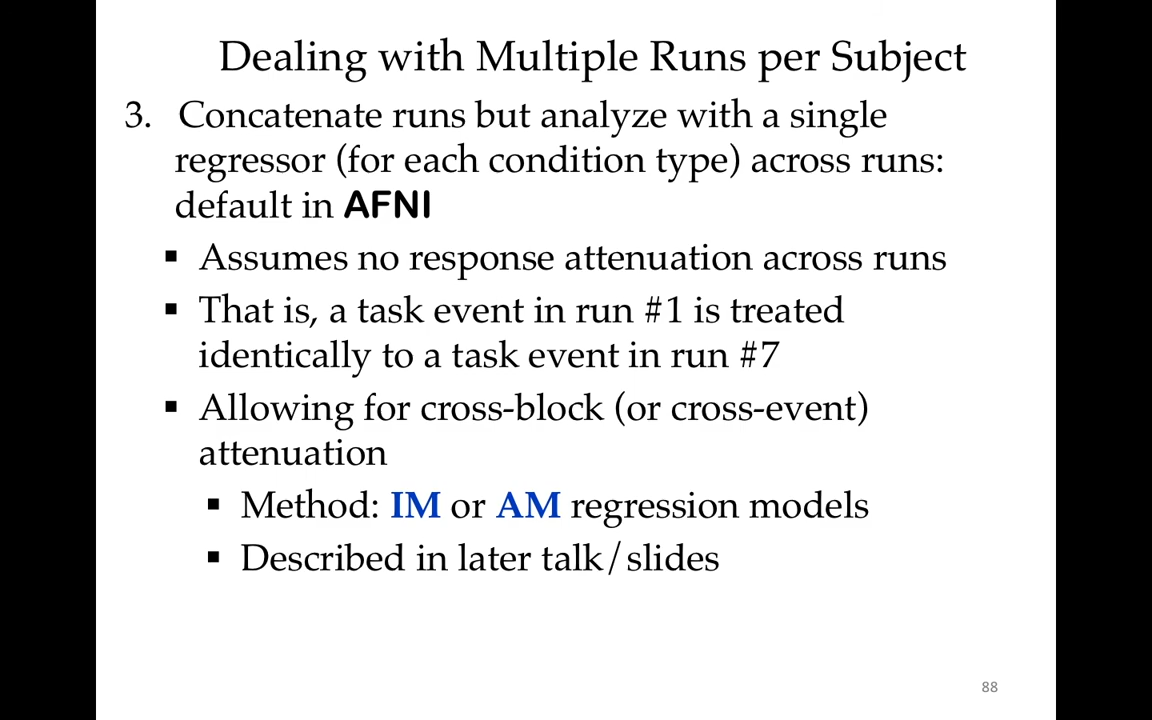 Dealing with Multiple Runs per Subject
3. Concatenate runs but analyze with a single
regressor (for each condition type) across runs:
default in AFNI
▪ Assumes no response attenuation across runs
▪ That is, a task event in run #1 is treated
identically to a task event in run #7
▪ Allowing for cross-block (or cross-event)
attenuation
▪ Method: IM or AM regression models
▪ Described in later talk/slides
88